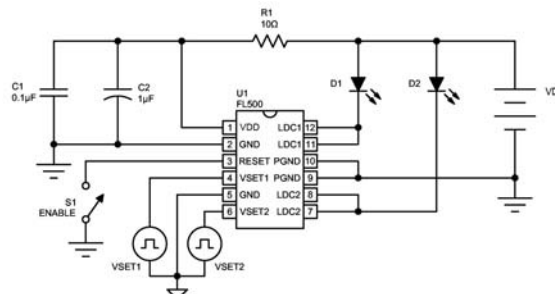 R1
10Ω
C1
0.1µF
C2
1µF
U1
FL500
D1
D2
VD
1 VDD LDC1 12
2 GND LDC1 11
3 RESET PGND 10
4 VSET1 PGND 9
5 GND LDC2 8
6 VSET2 LDC2 7
S1
ENABLE
VSET1
VSET2